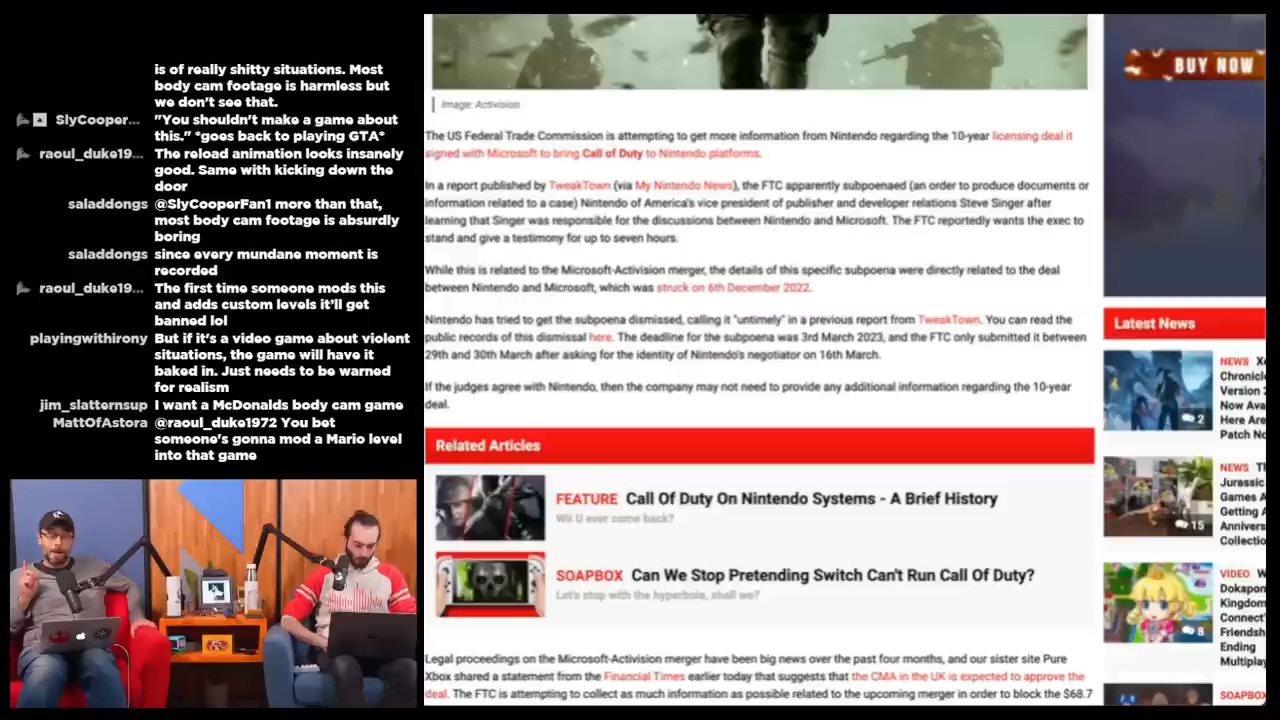 is of really shitty situations. Most
body cam footage is harmless but
we don't see that.
SlyCooper... "You shouldn't make a game about
this." *goes back to playing GTA*
raoul_duke19... The reload animation looks insanely
good. Same with kicking down the
door
saladdongs @SlyCooperFan1 more than that,
most body cam footage is absurdly
boring
saladdongs since every mundane moment is
recorded
raoul_duke19... The first time someone mods this
and adds custom levels it'll get
banned lol
playingwithirony But if it's a video game about violent
situations, the game will have it
baked in. Just needs to be warned
for realism
jim_slatternsup I want a McDonalds body cam game
MattOfAstora @raoul_duke1972 You bet
someone's gonna mod a Mario level
into that game
Image: Activision
The US Federal Trade Commission is attempting to get more information from Nintendo regarding the 10-year licensing deal it
signed with Microsoft to bring Call of Duty to Nintendo platforms.
In a report published by TweakTown (via My Nintendo News), the FTC apparently subpoenaed (an order to produce documents or
information related to a case) Nintendo of America's vice president of publisher and developer relations Steve Singer after
learning that Singer was responsible for the discussions between Nintendo and Microsoft. The FTC reportedly wants the exec to
stand and give a testimony for up to seven hours.
While this is related to the Microsoft-Activision merger, the details of this specific subpoena were directly related to the deal
between Nintendo and Microsoft, which was struck on 6th December 2022.
Nintendo has tried to get the subpoena dismissed, calling it "untimely" in a previous report from TweakTown. You can read the
public records of this dismissal here. The deadline for the subpoena was 3rd March 2023, and the FTC only submitted it between
29th and 30th March after asking for the identity of Nintendo's negotiator on 16th March.
If the judges agree with Nintendo, then the company may not need to provide any additional information regarding the 10-year
deal.
Related Articles
FEATURE Call Of Duty On Nintendo Systems - A Brief History
Wii U ever come back?
SOAPBOX Can We Stop Pretending Switch Can't Run Call Of Duty?
Let's stop with the hyperbole, shall we?
Legal proceedings on the Microsoft-Activision merger have been big news over the past four months, and our sister site Pure
Xbox shared a statement from the Financial Times earlier today that suggests that the CMA in the UK is expected to approve the
deal. The FTC is attempting to collect as much information as possible related to the upcoming merger in order to block the $68.7
BUY NOW
Latest News
NEWS
Chronicle
Version 2
Now Ava
Here Are
Patch No
2
NEWS
Jurassic
Games A
Getting A
Annivers
Collectio
15
VIDEO W
Dokapon
Kingdom
Connect'
Friendsh
Ending
Multiplay
8
SOAPBOX